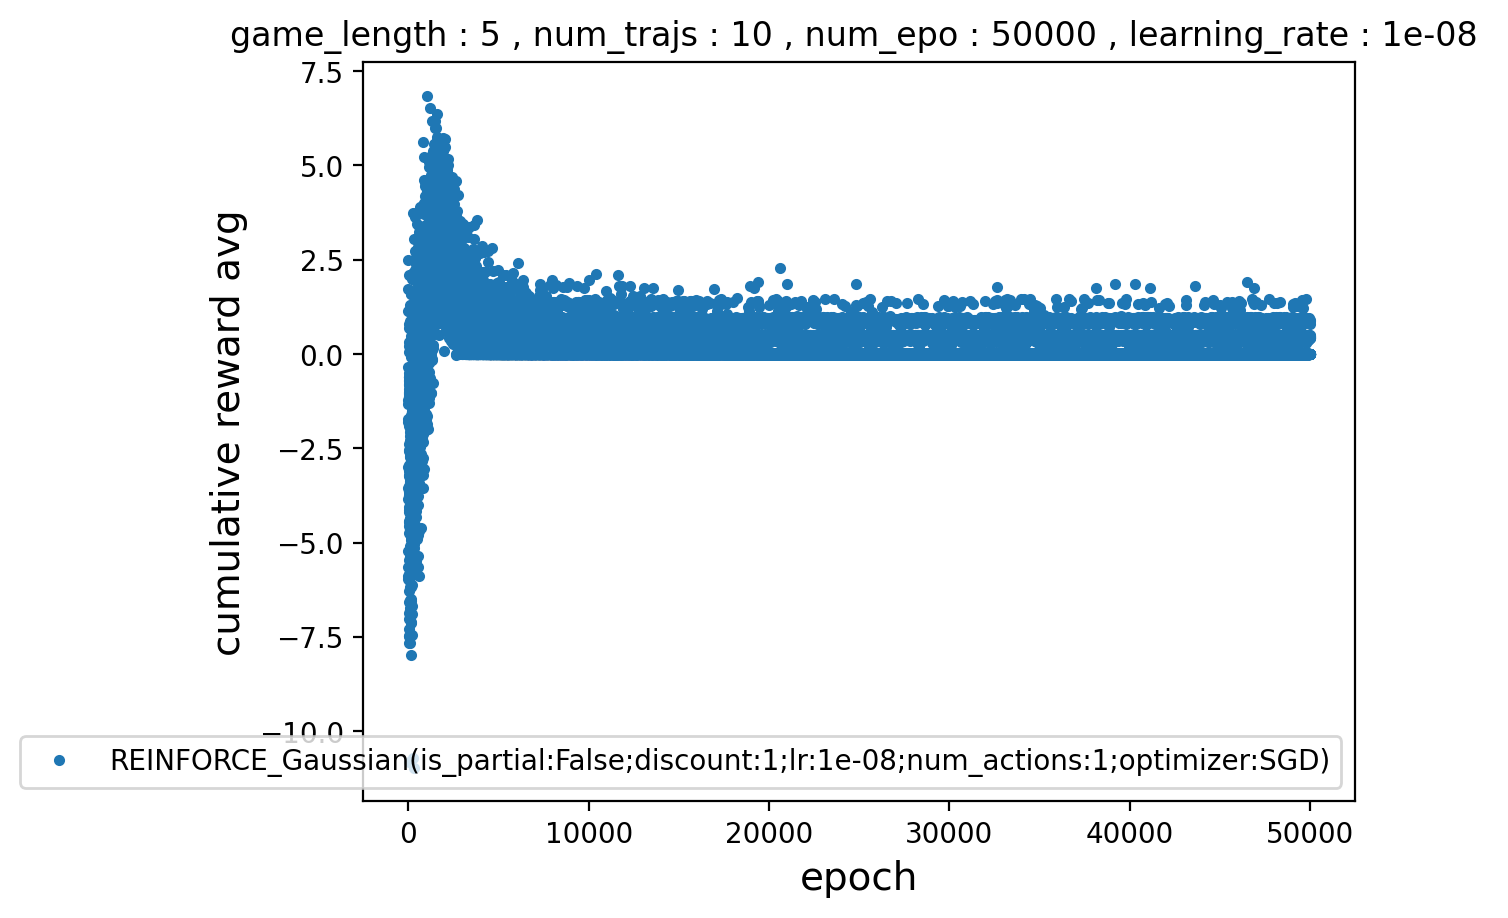 game_length : 5 , num_trajs : 10 , num_epo : 50000 , learning_rate : 1e-08
7.5
5.0
2.5
0.0
−2.5
−5.0
−7.5
−10.0
cumulative reward avg
REINFORCE_Gaussian(is_partial:False;discount:1;lr:1e-08;num_actions:1;optimizer:SGD)
0 10000 20000 30000 40000 50000
epoch